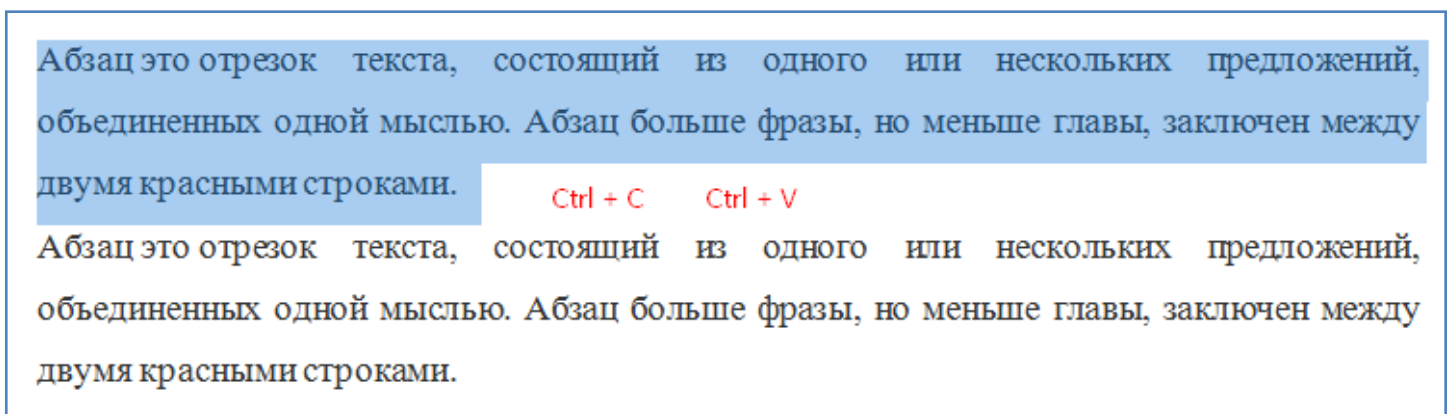 Абзац это отрезок текста, состоящий из одного или нескольких предложений,
объединенных одной мыслью. Абзац больше фразы, но меньше главы, заключен между
двумя красными строками.
Ctrl + C Ctrl + V
Абзац это отрезок текста, состоящий из одного или нескольких предложений,
объединенных одной мыслью. Абзац больше фразы, но меньше главы, заключен между
двумя красными строками.